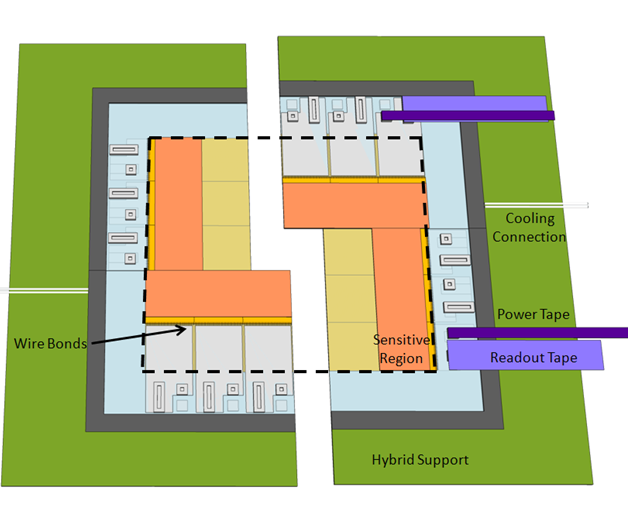 Cooling
Connection
Power Tape
Wire Bonds
Sensitive
Region
Readout Tape
Hybrid Support